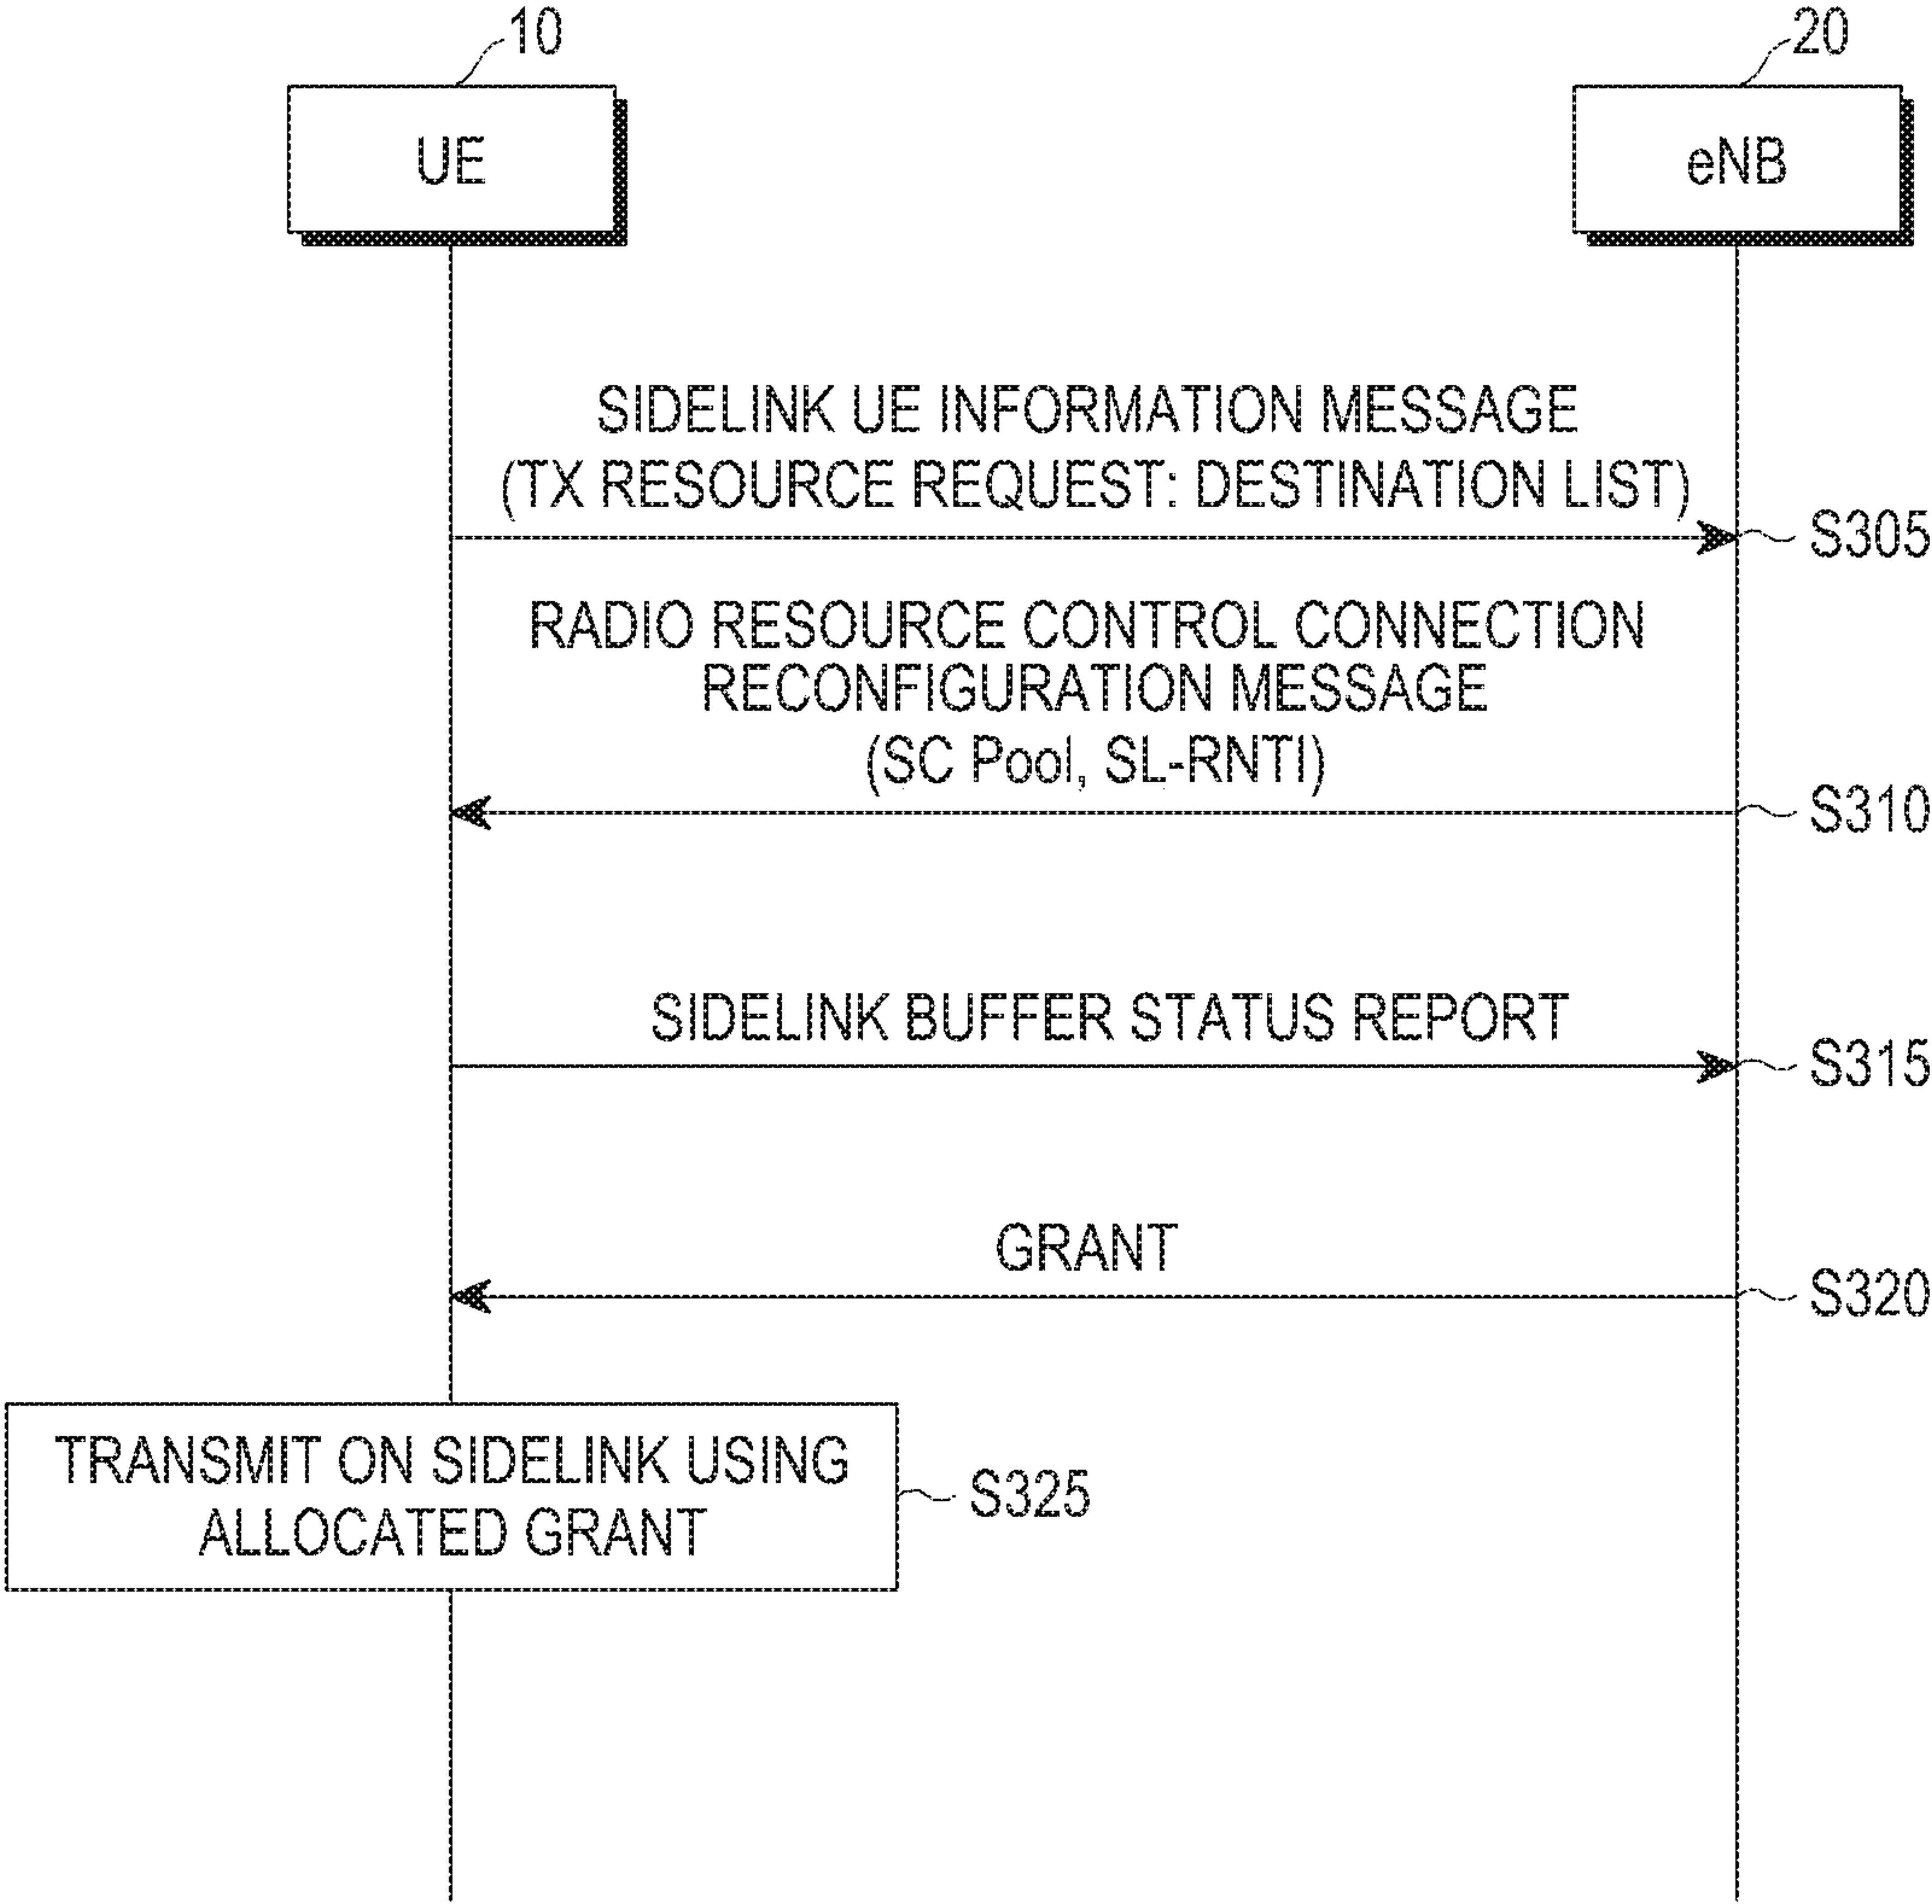 10
20
UE
eNB
SIDELINK UE INFORMATION MESSAGE
(TX RESOURCE REQUEST: DESTINATION LIST)
S305
RADIO RESOURCE CONTROL CONNECTION
RECONFIGURATION MESSAGE
(SC Pool, SL-RNTI)
S310
SIDELINK BUFFER STATUS REPORT
S315
GRANT
S320
TRANSMIT ON SIDELINK USING
ALLOCATED GRANT
S325